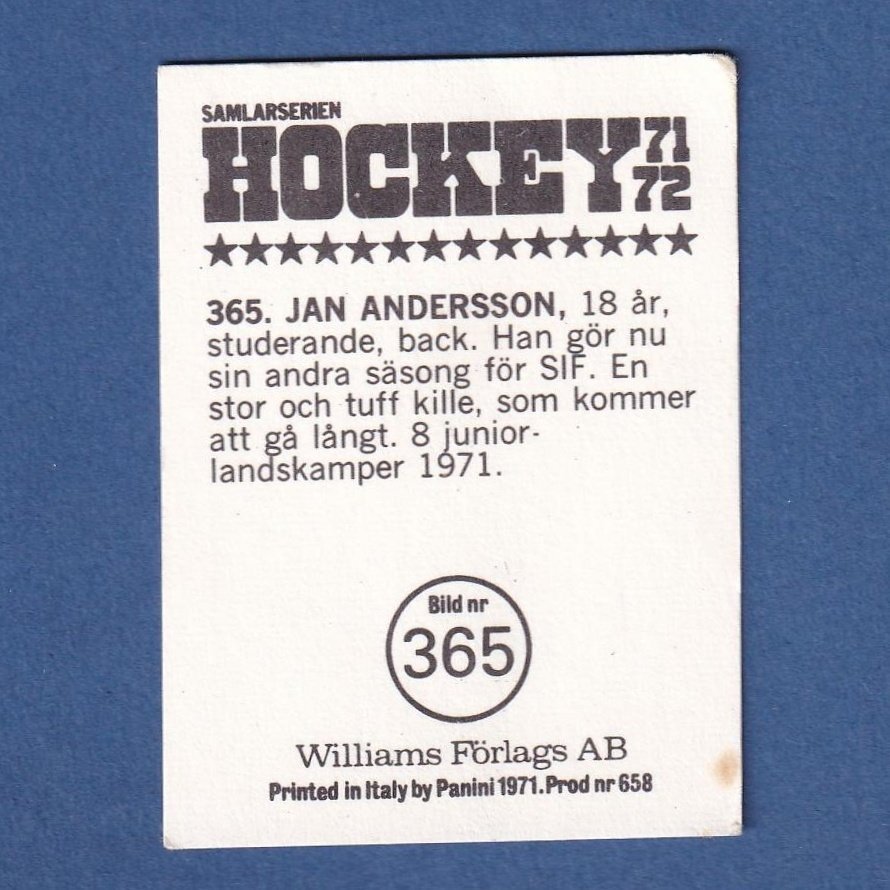 SAMLARSERIEN
HOCKEY 71 72
★★★★★★★★★★★★★★
365. JAN ANDERSSON, 18 år,
studerande, back. Han gör nu
sin andra säsong för SIF. En
stor och tuff kille, som kommer
att gå långt. 8 junior-
landskamper 1971.
Bild nr
365
Williams Förlags AB
Printed in Italy by Panini 1971. Prod nr 658